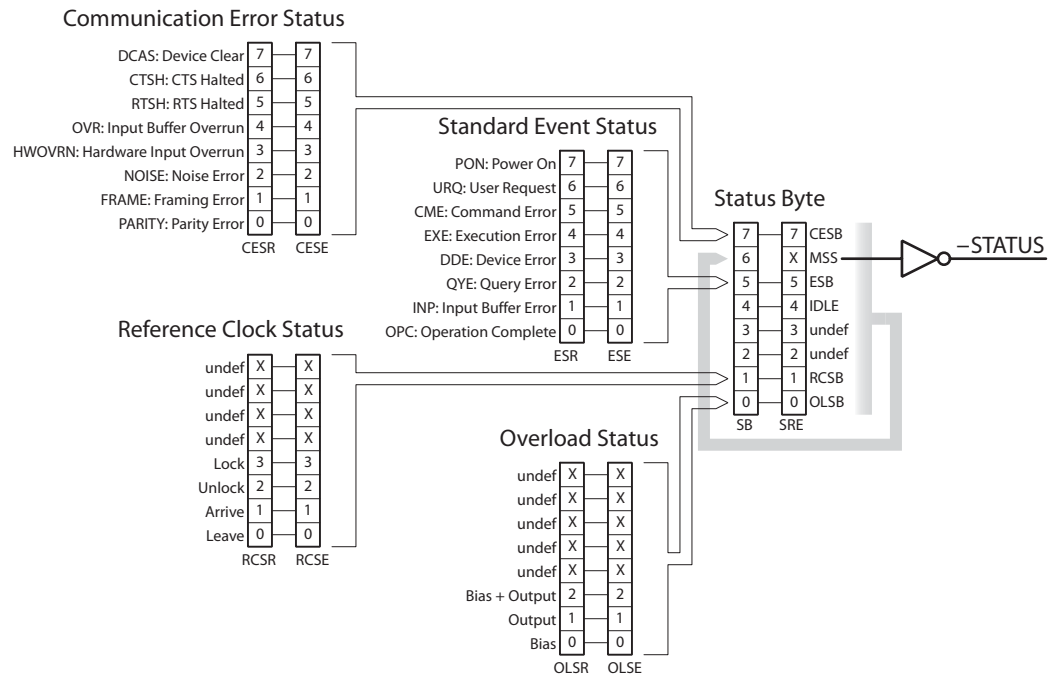 Communication Error Status
DCAS: Device Clear 7 7
CTSH: CTS Halted 6 6
RTSH: RTS Halted 5 5
OVR: Input Buffer Overrun 4 4
HWOVRN: Hardware Input Overrun 3 3
NOISE: Noise Error 2 2
FRAME: Framing Error 1 1
PARITY: Parity Error 0 0
CESR CESE
Standard Event Status
PON: Power On 7 7
URQ: User Request 6 6
CME: Command Error 5 5
EXE: Execution Error 4 4
DDE: Device Error 3 3
QYE: Query Error 2 2
INP: Input Buffer Error 1 1
OPC: Operation Complete 0 0
ESR ESE
Status Byte
7 7 CESB
6 X MSS
5 5 ESB
4 4 IDLE
3 3 undef
2 2 undef
1 1 RCSB
0 0 OLSB
SB SRE
–STATUS
Reference Clock Status
undef X X
undef X X
undef X X
undef X X
Lock 3 3
Unlock 2 2
Arrive 1 1
Leave 0 0
RCSR RCSE
Overload Status
undef X X
undef X X
undef X X
undef X X
undef X X
Bias + Output 2 2
Output 1 1
Bias 0 0
OLSR OLSE